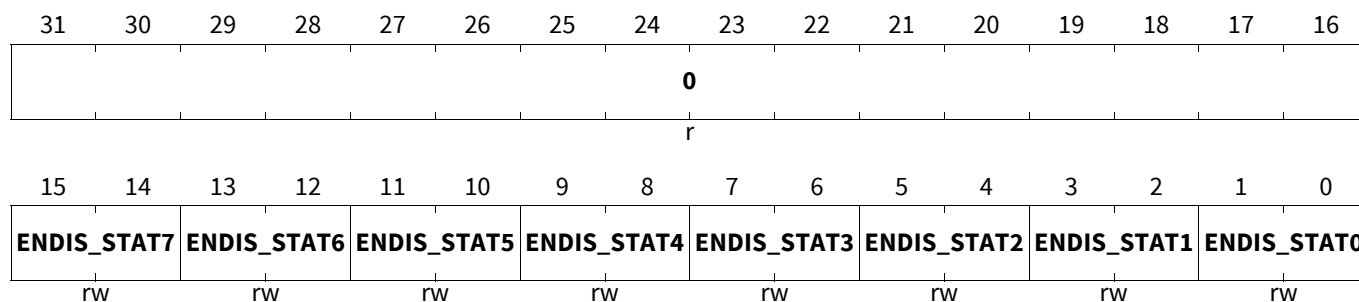 31 30 29 28 27 26 25 24 23 22 21 20 19 18 17 16
0
r
15 14 13 12 11 10 9 8 7 6 5 4 3 2 1 0
ENDIS_STAT7 ENDIS_STAT6 ENDIS_STAT5 ENDIS_STAT4 ENDIS_STAT3 ENDIS_STAT2 ENDIS_STAT1 ENDIS_STAT0
rw rw rw rw rw rw rw rw